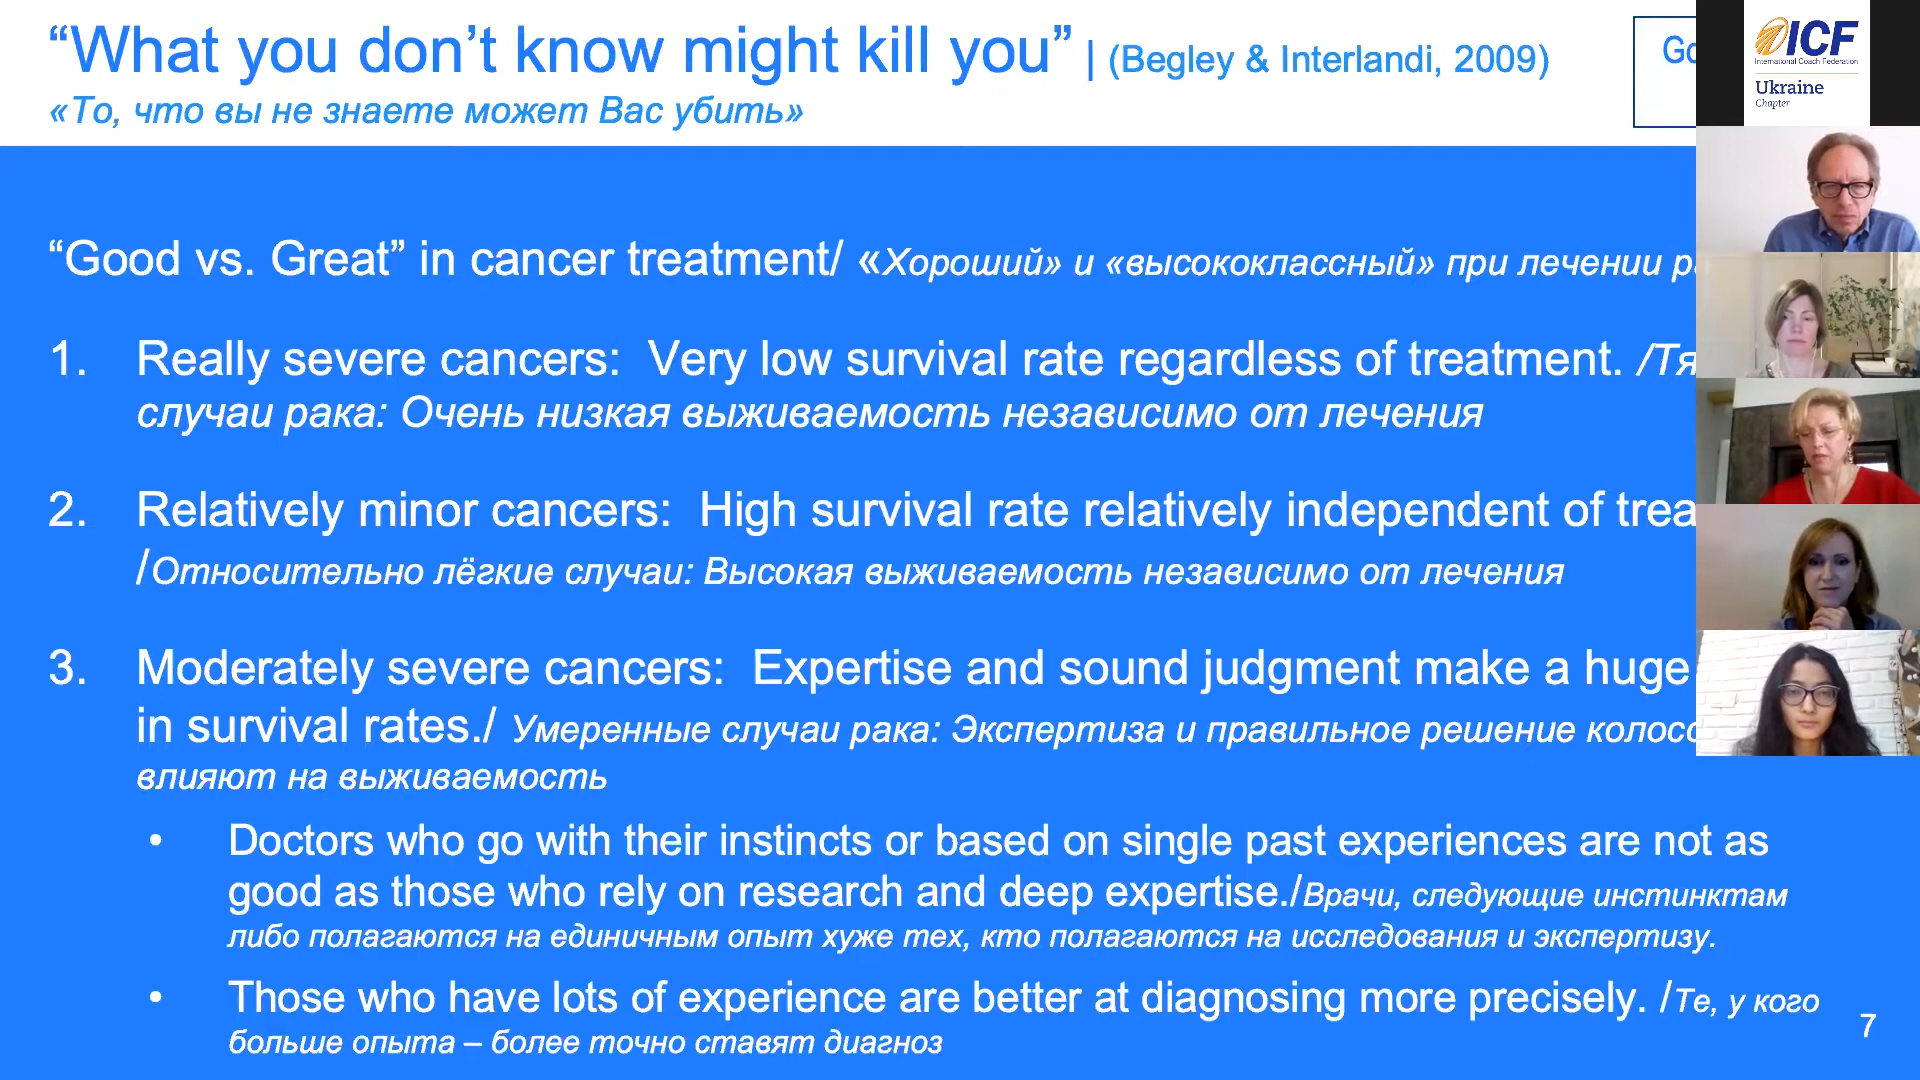 “What you don’t know might kill you” | (Begley & Interlandi, 2009)
«То, что вы не знаете может Вас убить»
ICF
International Coach Federation
Ukraine
Chapter
“Good vs. Great” in cancer treatment/ «Хороший» и «высококлассный» при лечении
1. Really severe cancers: Very low survival rate regardless of treatment. /
случаи рака: Очень низкая выживаемость независимо от лечения
2. Relatively minor cancers: High survival rate relatively independent of
/Относительно лёгкие случаи: Высокая выживаемость независимо от лечения
3. Moderately severe cancers: Expertise and sound judgment make a huge
in survival rates./ Умеренные случаи рака: Экспертиза и правильное решение
влияют на выживаемость
• Doctors who go with their instincts or based on single past experiences are not as
good as those who rely on research and deep expertise./Врачи, следующие инстинктам
либо полагаются на единичным опыт хуже тех, кто полагаются на исследования и экспертизу.
• Those who have lots of experience are better at diagnosing more precisely. /Те, у кого
больше опыта – более точно ставят диагноз
7